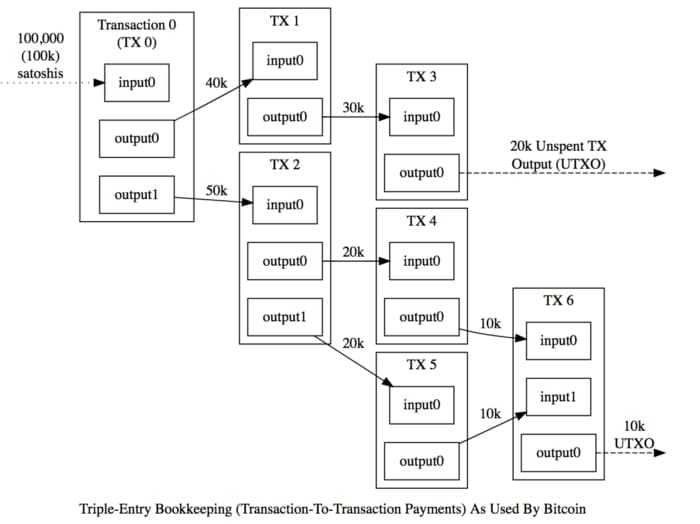 100,000
(100k)
satoshis
Transaction 0
(TX 0)
input0
output0
output1
40k
50k
TX 1
input0
output0
30k
TX 2
input0
output0
output1
20k
20k
TX 3
input0
output0
20k Unspent TX
Output (UTXO)
TX 4
input0
output0
10k
TX 5
input0
output0
10k
TX 6
input0
input1
output0
10k
UTXO
Triple-Entry Bookkeeping (Transaction-To-Transaction Payments) As Used By Bitcoin